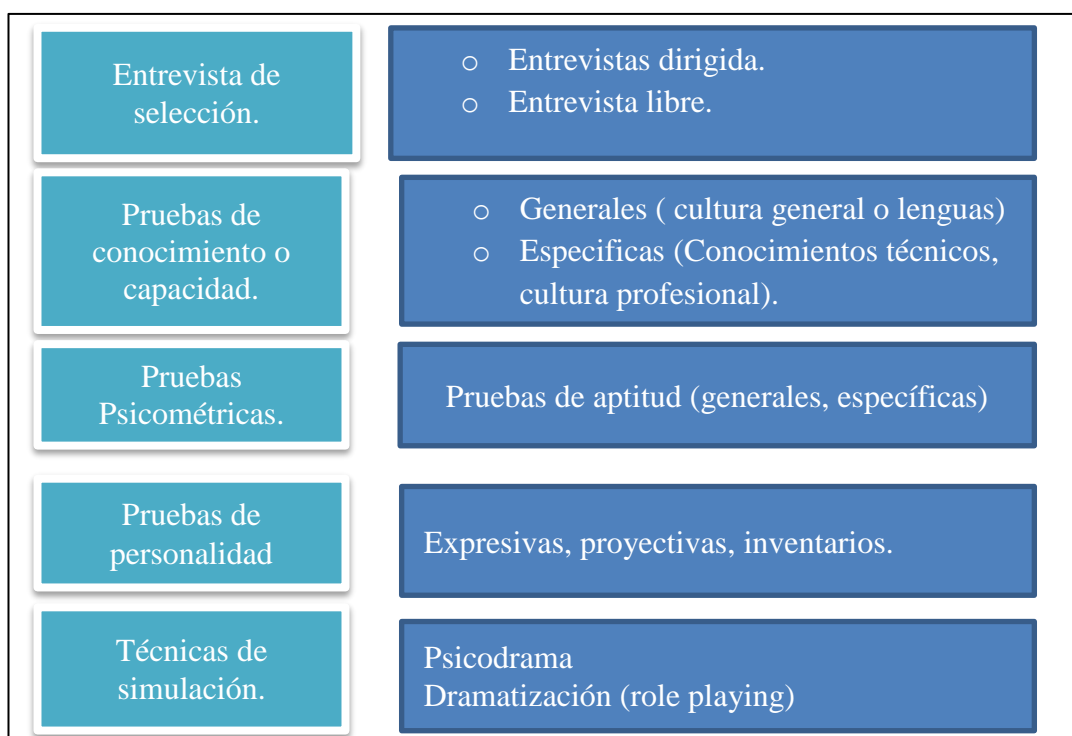 Entrevista de
selección.
o Entrevistas dirigida.
o Entrevista libre.
Pruebas de
conocimiento o
capacidad.
o Generales ( cultura general o lenguas)
o Especificas (Conocimientos técnicos,
cultura profesional).
Pruebas
Psicométricas.
Pruebas de aptitud (generales, específicas)
Pruebas de
personalidad
Expresivas, proyectivas, inventarios.
Técnicas de
simulación.
Psicodrama
Dramatización (role playing)